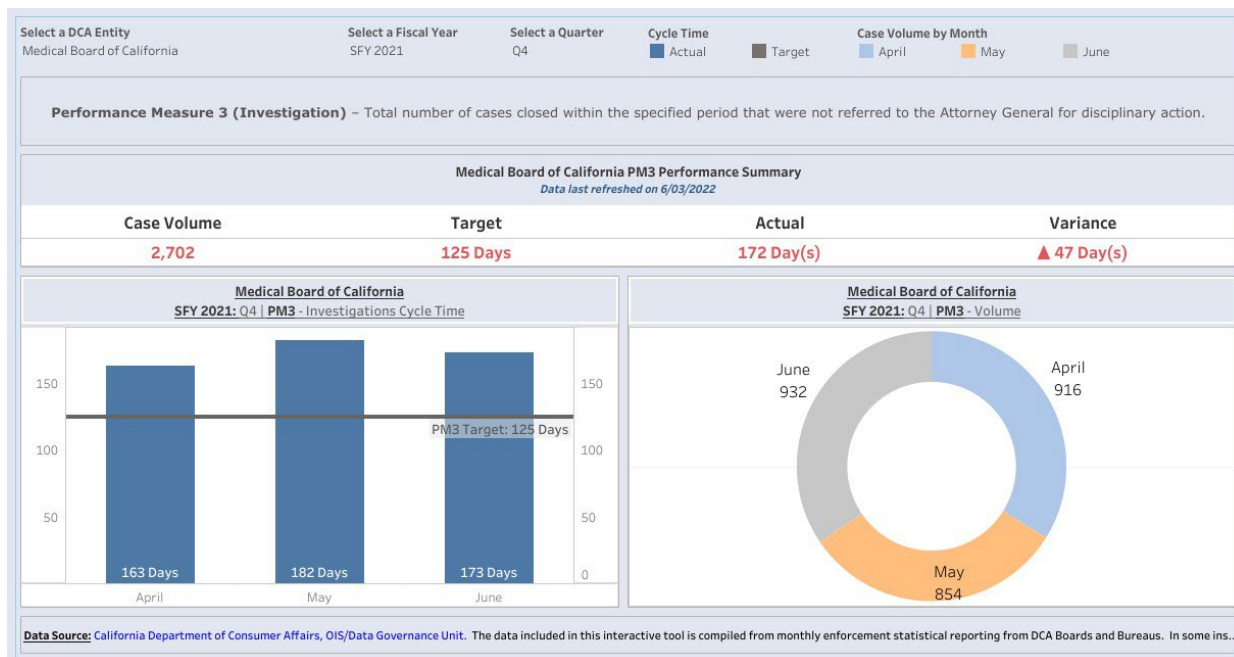 Select a DCA Entity
Select a Fiscal Year
Select a Quarter
Cycle Time
Case Volume by Month
Medical Board of California
SFY 2021
Q4
Actual
Target
April
May
June
Performance Measure 3 (Investigation) – Total number of cases closed within the specified period that were not referred to the Attorney General for disciplinary action.
Medical Board of California PM3 Performance Summary
Data last refreshed on 6/03/2022
Case Volume
Target
Actual
Variance
2,702
125 Days
172 Day(s)
▲ 47 Day(s)
Medical Board of California
SFY 2021: Q4 | PM3 - Investigations Cycle Time
150
100
50
150
100
50
0
PM3 Target: 125 Days
163 Days
182 Days
173 Days
April
May
June
Medical Board of California
SFY 2021: Q4 | PM3 - Volume
June
932
April
916
May
854
Data Source: California Department of Consumer Affairs, OIS/Data Governance Unit. The data included in this interactive tool is compiled from monthly enforcement statistical reporting from DCA Boards and Bureaus. In some ins..